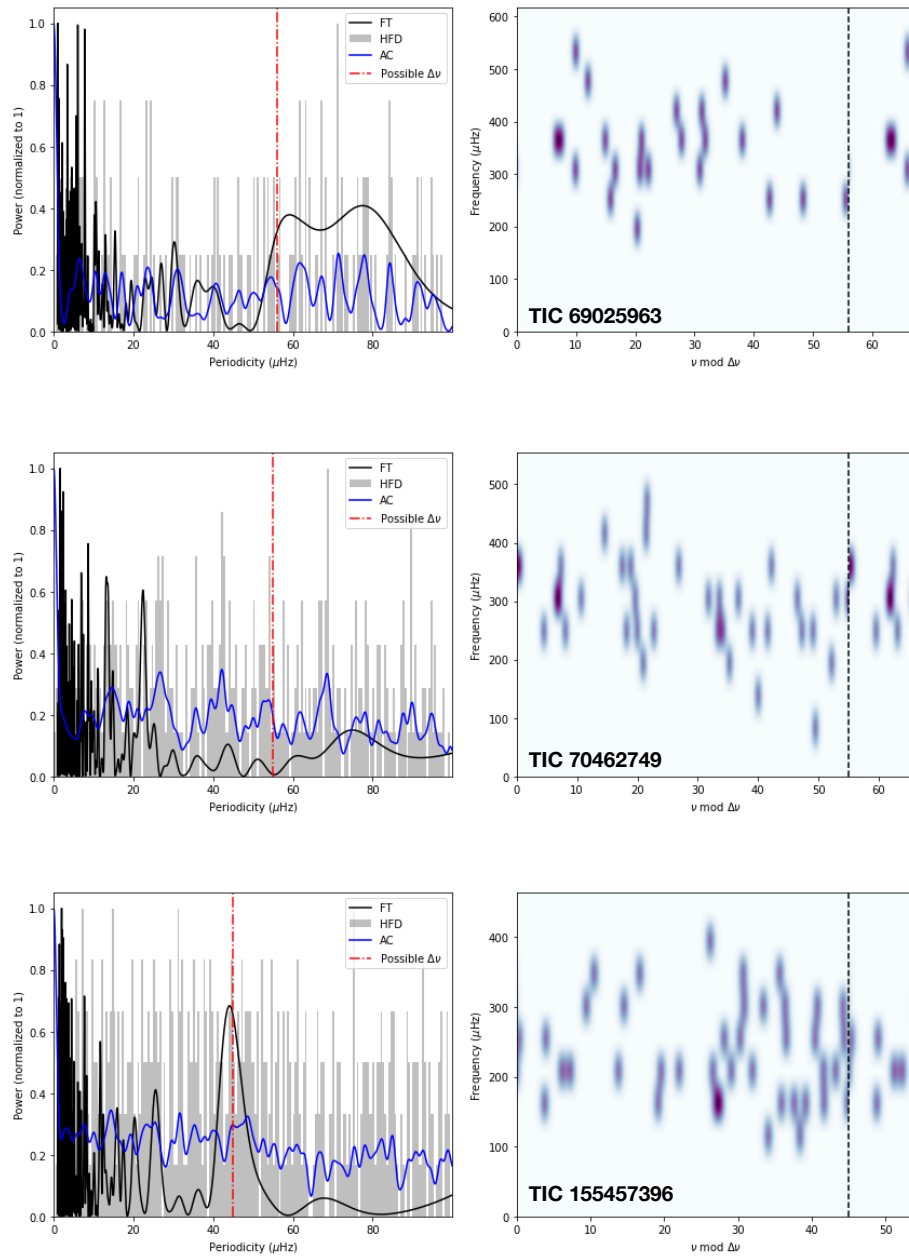 FT
HFD
AC
Possible Δν
Power (normalized to 1)
1.0
0.8
0.6
0.4
0.2
0.0
0 20 40 60 80
Periodicity (μHz)
Frequency (μHz)
600
500
400
300
200
100
0
TIC 69025963
0 10 20 30 40 50 60
ν mod Δν
FT
HFD
AC
Possible Δν
Power (normalized to 1)
1.0
0.8
0.6
0.4
0.2
0.0
0 20 40 60 80
Periodicity (μHz)
Frequency (μHz)
500
400
300
200
100
0
TIC 70462749
0 10 20 30 40 50 60
ν mod Δν
FT
HFD
AC
Possible Δν
Power (normalized to 1)
1.0
0.8
0.6
0.4
0.2
0.0
0 20 40 60 80
Periodicity (μHz)
Frequency (μHz)
400
300
200
100
0
TIC 155457396
0 10 20 30 40 50
ν mod Δν